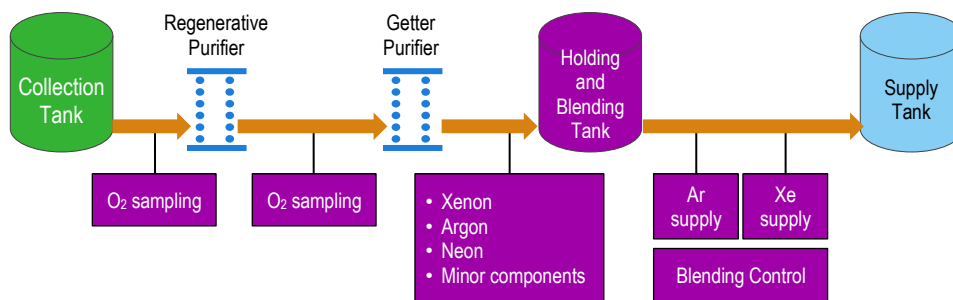 Regenerative
Purifier
Getter
Purifier
Collection
Tank
Holding
and
Blending
Tank
Supply
Tank
O₂ sampling
O₂ sampling
• Xenon
• Argon
• Neon
• Minor components
Ar
supply
Xe
supply
Blending Control